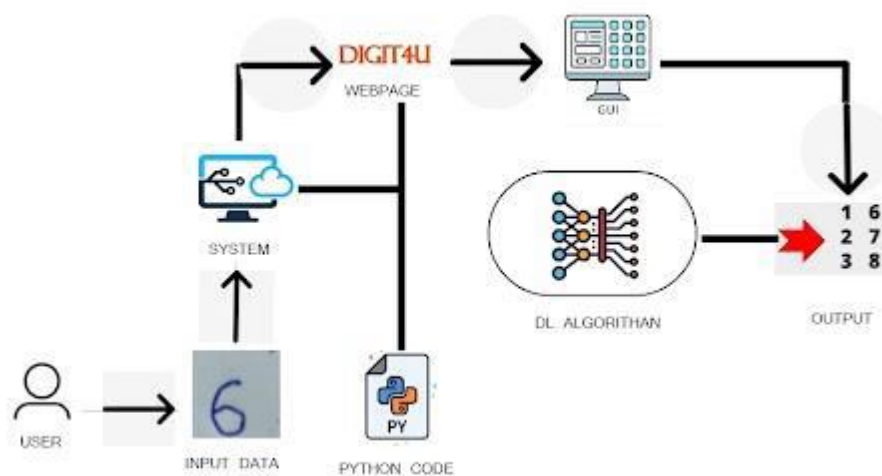 DIGIT4U
WEBPAGE
GUI
SYSTEM
1 6
2 7
3 8
DL ALGORITHAN
OUTPUT
6
PY
USER
INPUT DATA
PYTHON CODE